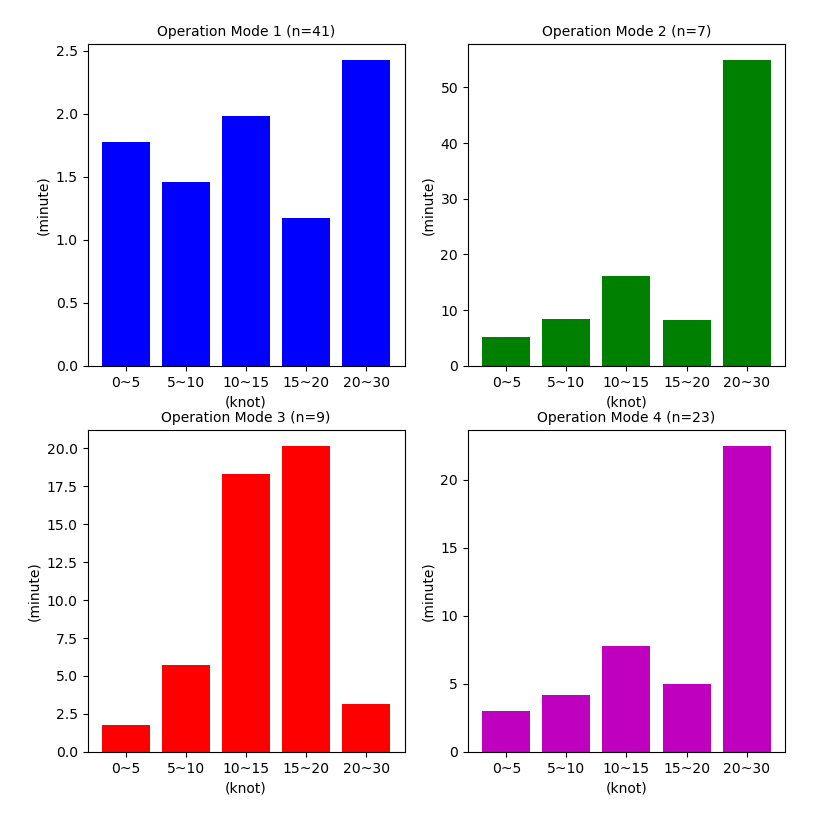 Operation Mode 1 (n=41)
2.5
2.0
1.5
1.0
0.5
0.0
(minute)
0~5 5~10 10~15 15~20 20~30
(knot)
Operation Mode 2 (n=7)
50
40
30
20
10
0
(minute)
0~5 5~10 10~15 15~20 20~30
(knot)
Operation Mode 3 (n=9)
20.0
17.5
15.0
12.5
10.0
7.5
5.0
2.5
0.0
(minute)
0~5 5~10 10~15 15~20 20~30
(knot)
Operation Mode 4 (n=23)
20
15
10
5
0
(minute)
0~5 5~10 10~15 15~20 20~30
(knot)